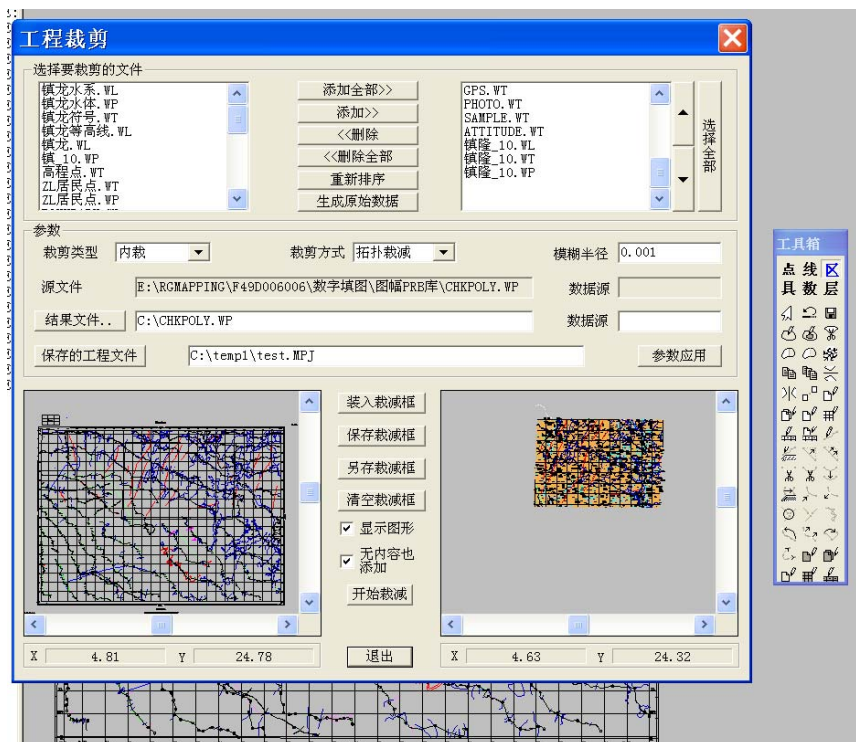 工程裁剪
选择要裁剪的文件
镇龙水系.WL
镇龙水体.WP
镇龙符号.WT
镇龙等高线.WL
镇龙.WL
镇_10.WP
高程点.WT
ZL居民点.WT
ZL居民点.WP
添加全部>>
添加>>
<<删除
<<删除全部
重新排序
生成原始数据
GPS.WT
PHOTO.WT
SAMPLE.WT
ATTITUDE.WT
镇隆_10.WL
镇隆_10.WT
镇隆_10.WP
选择全部
参数
裁剪类型 内裁 裁剪方式 拓扑裁减 模糊半径 0.001
源文件 E:\RGMAPPING\F49D006006\数字填图\图幅PRB库\CHKPOLY.WP 数据源
结果文件.. C:\CHKPOLY.WP 数据源
保存的工程文件 C:\temp1\test.MPJ 参数应用
装入裁减框
保存裁减框
另存裁减框
清空裁减框
显示图形
无内容也添加
开始裁减
X 4.81 Y 24.78 退出 X 4.63 Y 24.32
工具箱
点 线 区
具 数 层